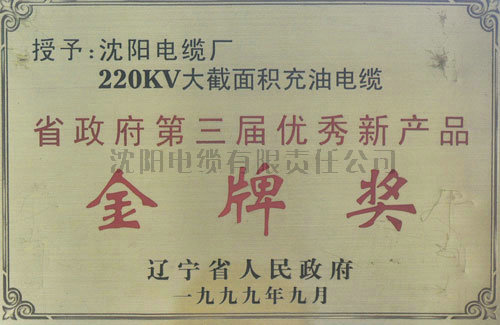 授予:沈阳电缆厂
220KV大截面积充油电缆
省政府第三届优秀新产品
沈阳电缆有限责任公司
金牌奖
辽宁省人民政府
一九九九年九月